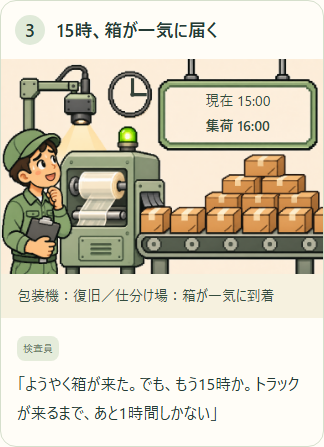 3 15時、箱が一気に届く
現在 15:00
集荷 16:00
包装機：復旧／仕分け場：箱が一気に到着
検査員
「ようやく箱が来た。でも、もう15時か。トラック
が来るまで、あと1時間しかない」